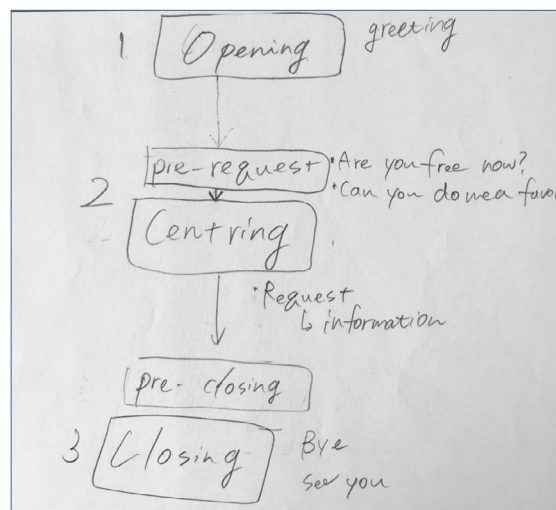 1 Opening greeting
pre-request • Are you free now?
2 • Can you do me a favor
Centring
• Request
↳ information
pre-closing
3 Closing Bye
see you